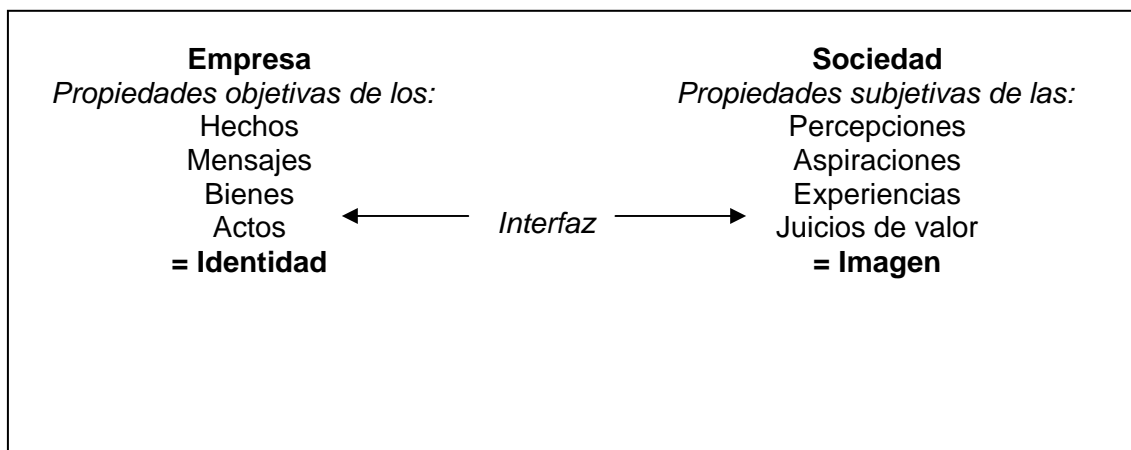 Empresa
Propiedades objetivas de los:
Hechos
Mensajes
Bienes
Actos
= Identidad
Interfaz
Sociedad
Propiedades subjetivas de las:
Percepciones
Aspiraciones
Experiencias
Juicios de valor
= Imagen